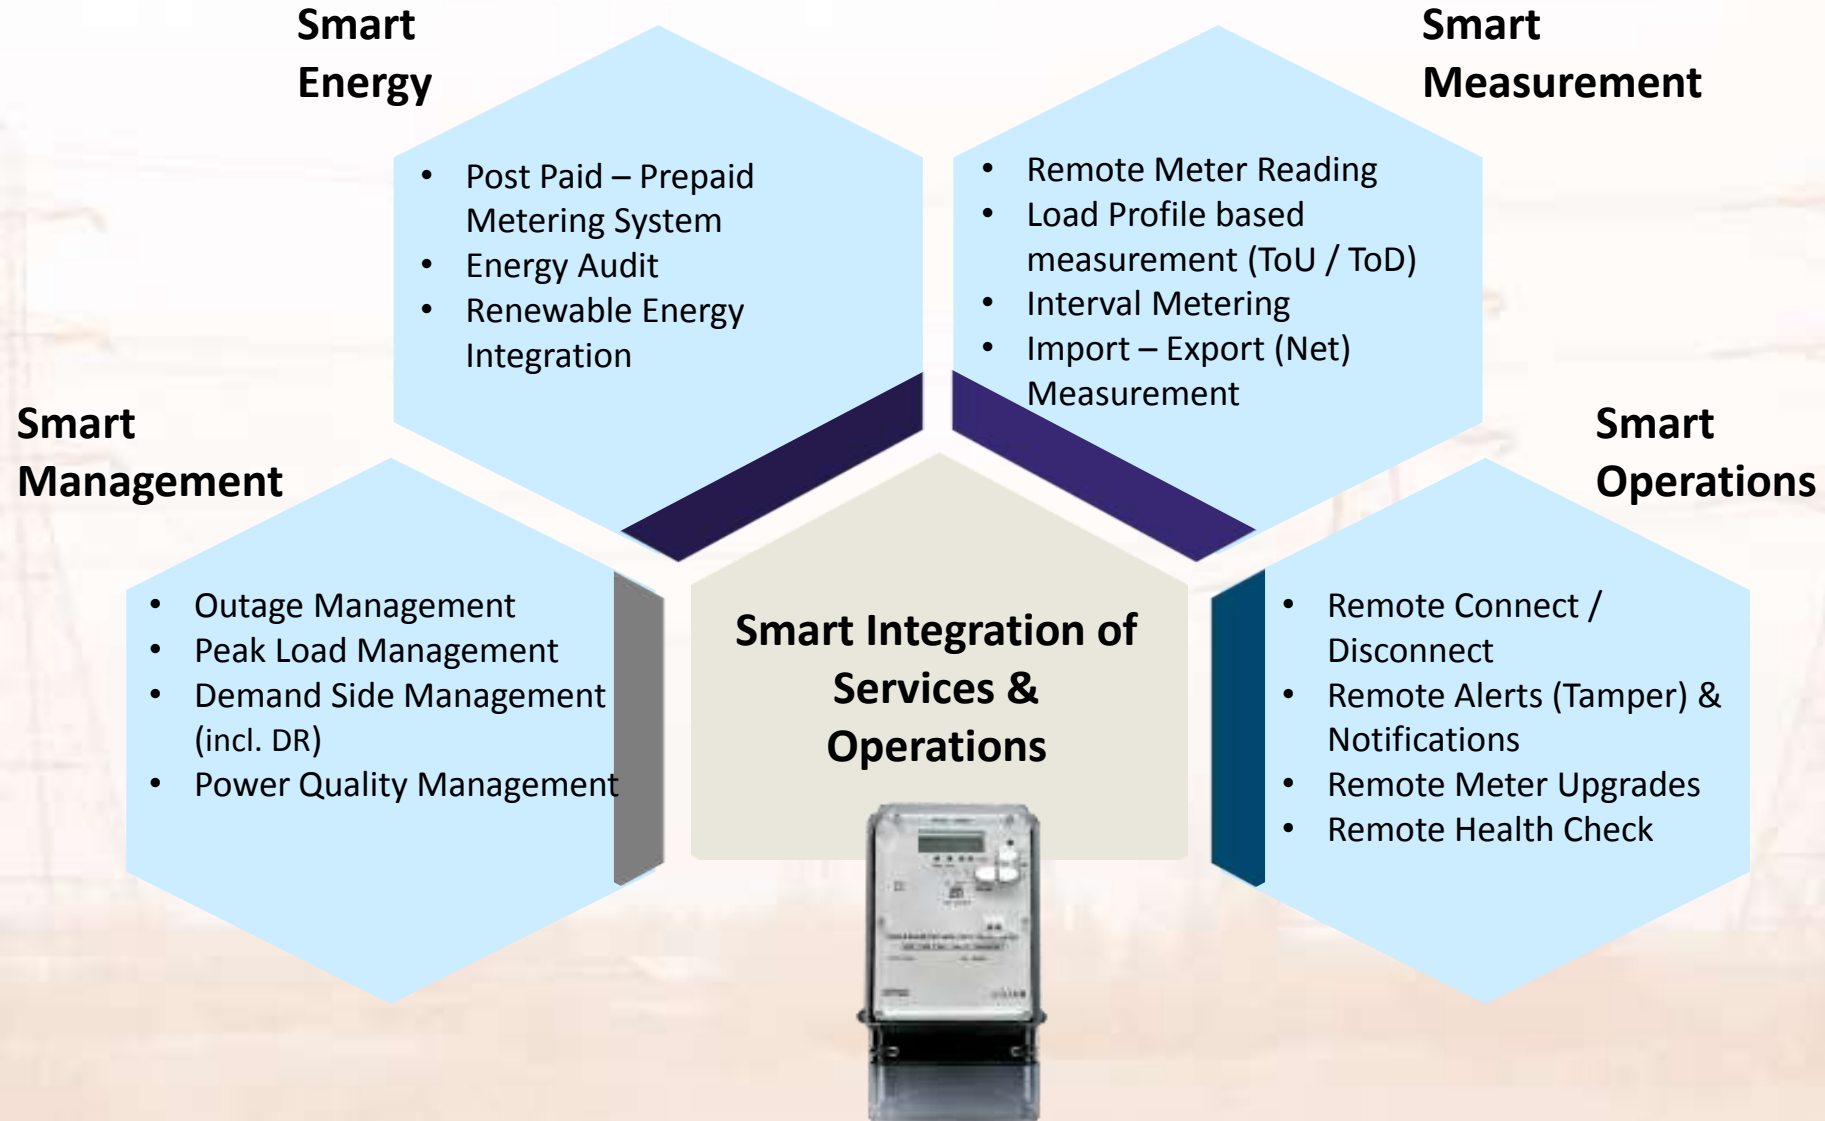 Smart
Energy
• Post Paid – Prepaid
Metering System
• Energy Audit
• Renewable Energy
Integration
Smart
Measurement
• Remote Meter Reading
• Load Profile based
measurement (ToU / ToD)
• Interval Metering
• Import – Export (Net)
Measurement
Smart
Management
• Outage Management
• Peak Load Management
• Demand Side Management
(incl. DR)
• Power Quality Management
Smart Integration of
Services &
Operations
Smart
Operations
• Remote Connect /
Disconnect
• Remote Alerts (Tamper) &
Notifications
• Remote Meter Upgrades
• Remote Health Check